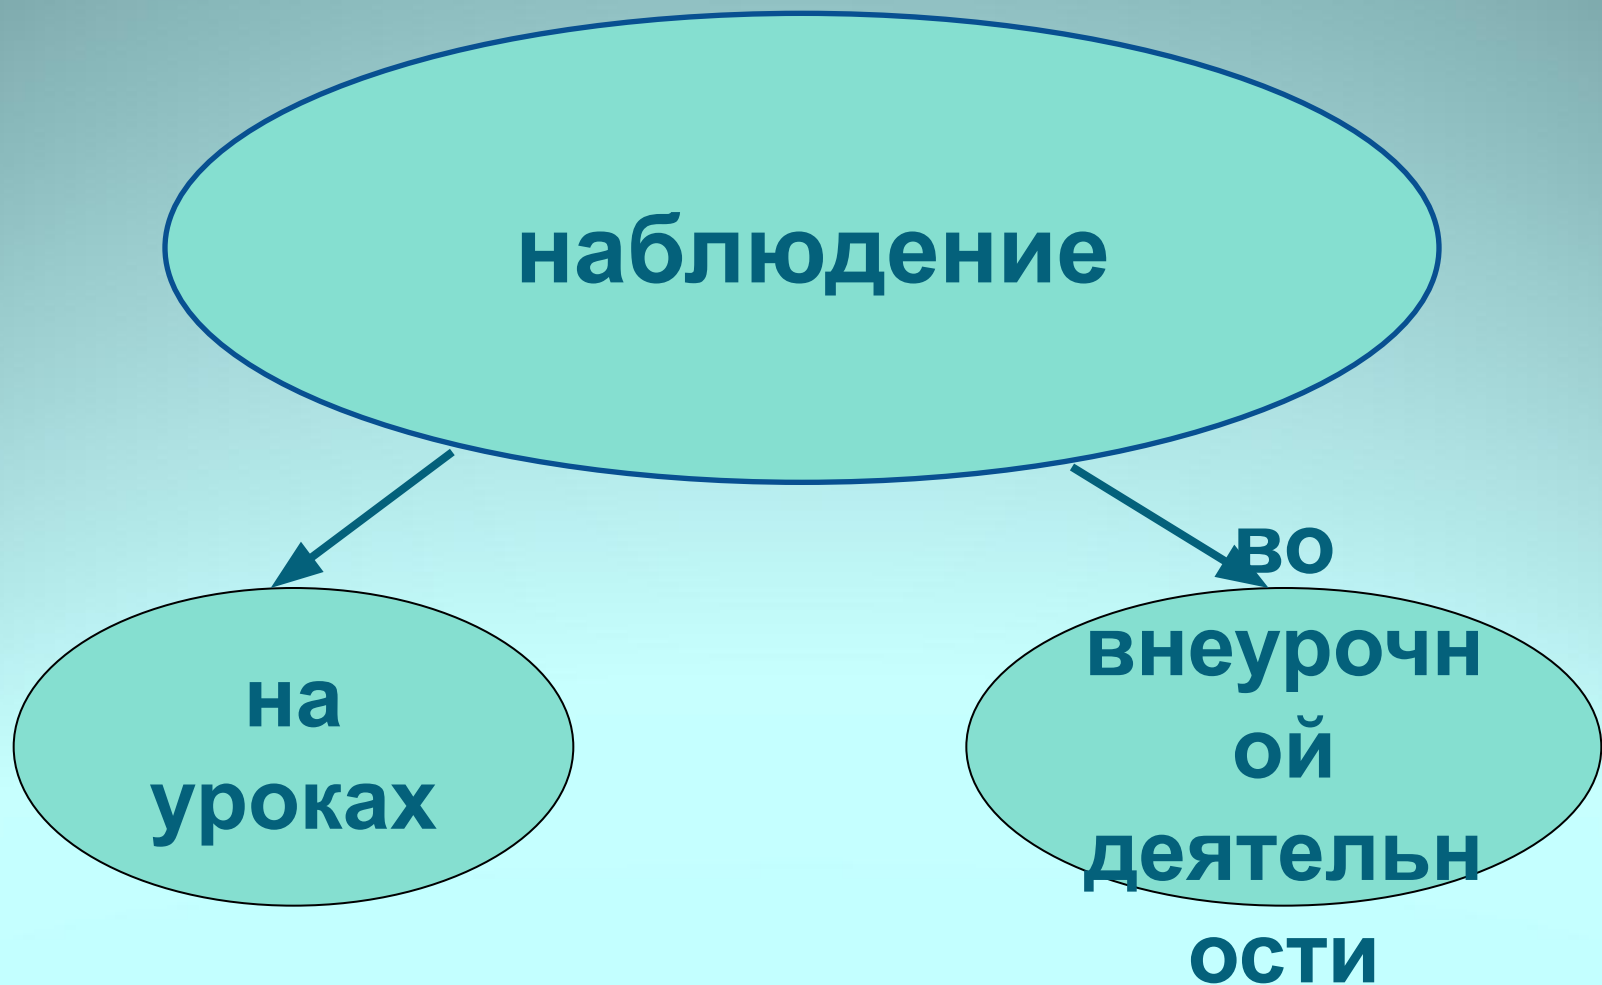 наблюдение
на
уроках
во
внеурочн
ой
деятельн
ости